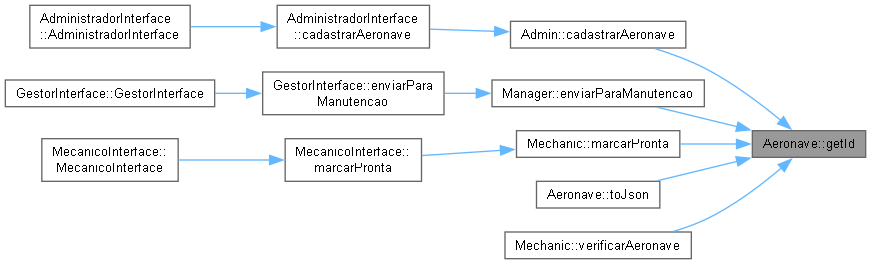 AdministradorInterface
::AdministradorInterface
AdministradorInterface
::cadastrarAeronave
Admin::cadastrarAeronave
GestorInterface::GestorInterface
GestorInterface::enviarPara
Manutencao
Manager::enviarParaManutencao
MecanicoInterface::
MecanicoInterface
MecanicoInterface::
marcarPronta
Mechanic::marcarPronta
Aeronave::getId
Aeronave::toJson
Mechanic::verificarAeronave